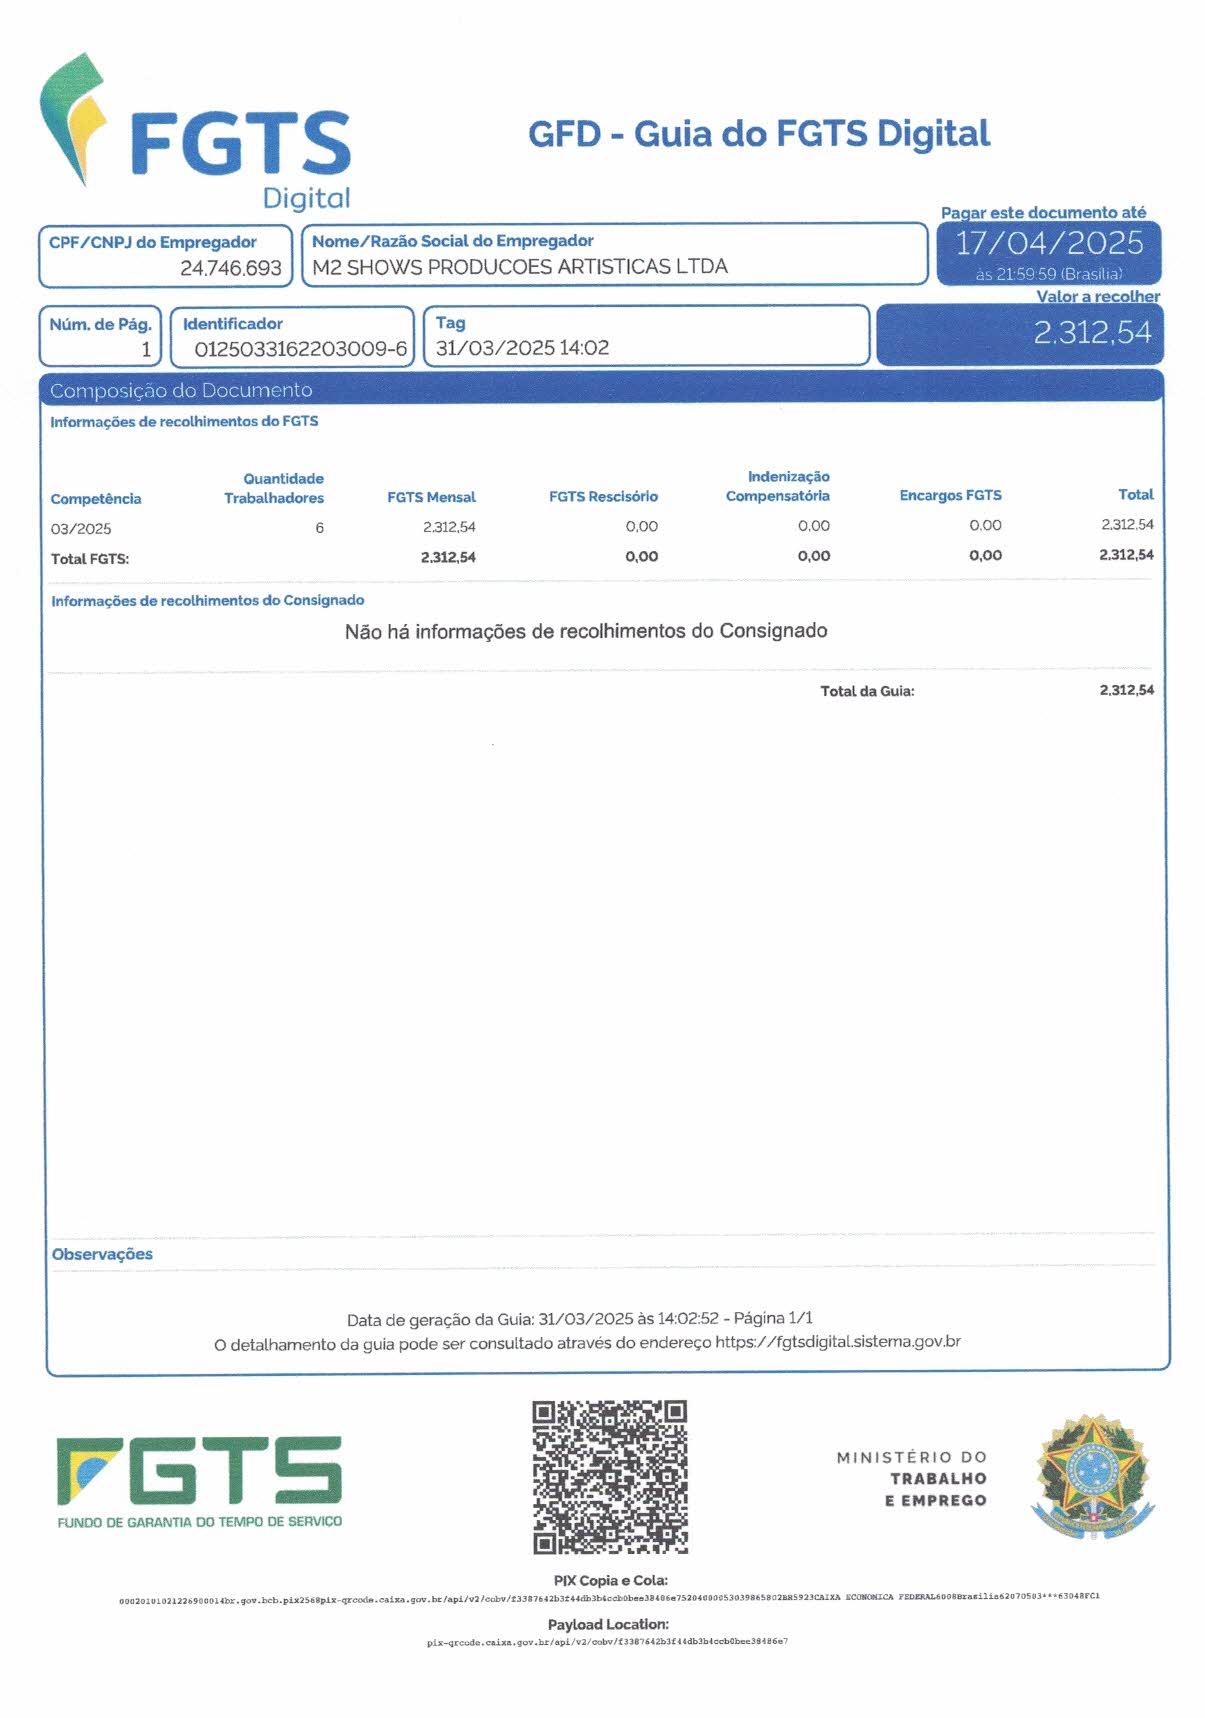 FGTS
Digital
GFD - Guia do FGTS Digital
Pagar este documento até
17/04/2025
às 21:59:59 (Brasília)
CPF/CNPJ do Empregador
24.746.693
Nome/Razão Social do Empregador
M2 SHOWS PRODUCOES ARTISTICAS LTDA
Valor a recolher
2.312,54
Núm. de Pág.
1
Identificador
0125033162203009-6
Tag
31/03/2025 14:02
Composição do Documento
Informações de recolhimentos do FGTS
Competência Quantidade Trabalhadores FGTS Mensal FGTS Rescisório Indenização Compensatória Encargos FGTS Total
03/2025 6 2.312,54 0,00 0,00 0,00 2.312,54
Total FGTS: 2.312,54 0,00 0,00 0,00 2.312,54
Informações de recolhimentos do Consignado
Não há informações de recolhimentos do Consignado
Total da Guia: 2.312,54
Observações
Data de geração da Guia: 31/03/2025 às 14:02:52 - Página 1/1
O detalhamento da guia pode ser consultado através do endereço https://fgtsdigital.sistema.gov.br
FGTS
FUNDO DE GARANTIA DO TEMPO DE SERVIÇO
MINISTÉRIO DO
TRABALHO
E EMPREGO
PIX Copia e Cola:
00020101021226900014br.gov.bcb.pix2568pix-qrcode.caixa.gov.br/api/v2/cobv/f3387642b3f44db3b4ccb0bee38486e75204000053039865802BR5923CAIXA ECONOMICA FEDERAL6008Brasilia62070503***63048FC1
Payload Location:
pix-qrcode.caixa.gov.br/api/v2/cobv/f3387642b3f44db3b4ccb0bee38486e7